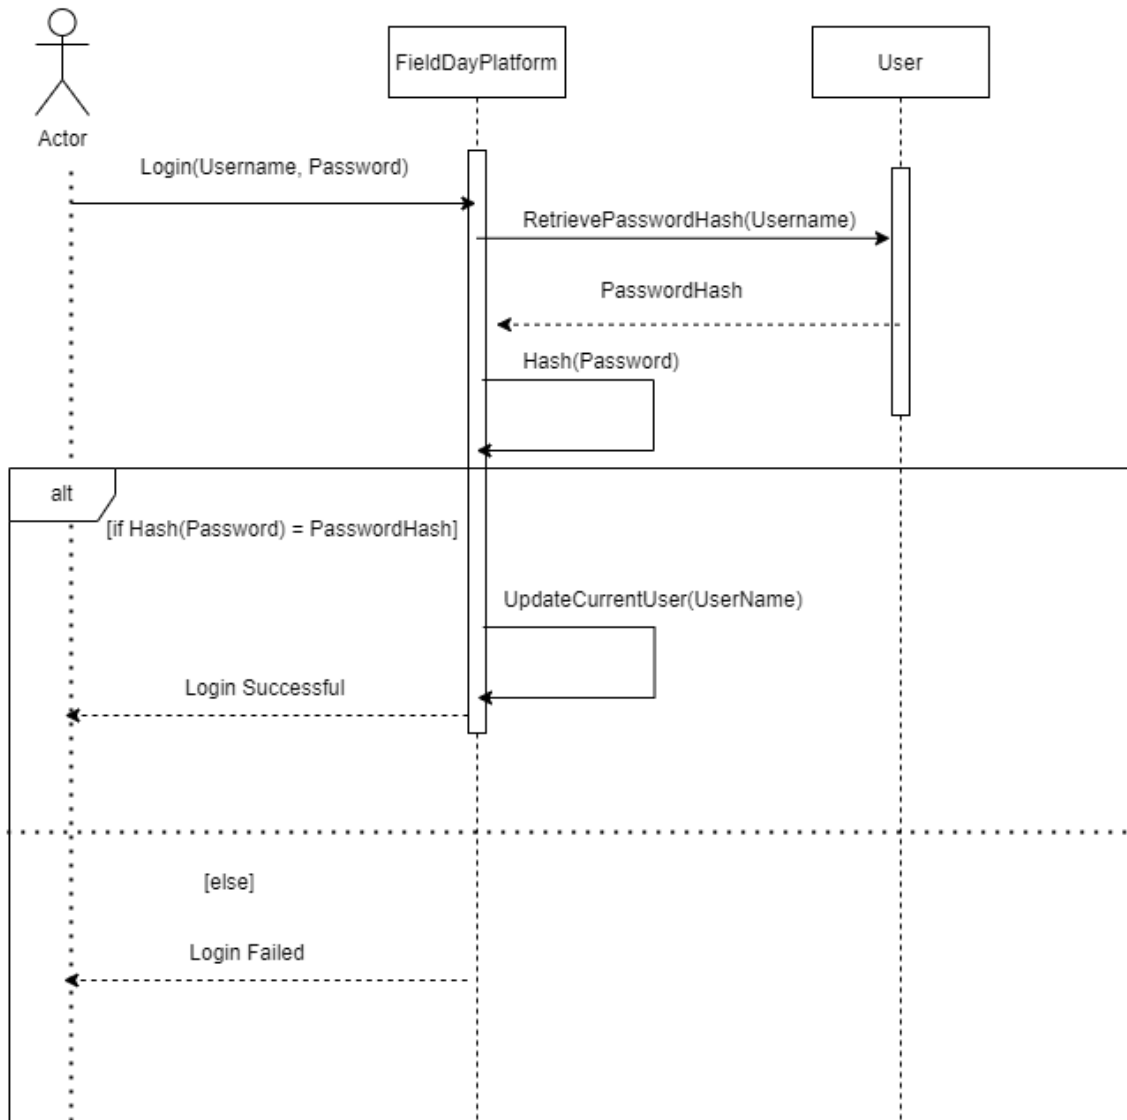 FieldDayPlatform
User
Actor
Login(Username, Password)
RetrievePasswordHash(Username)
PasswordHash
Hash(Password)
alt
[if Hash(Password) = PasswordHash]
UpdateCurrentUser(UserName)
Login Successful
[else]
Login Failed